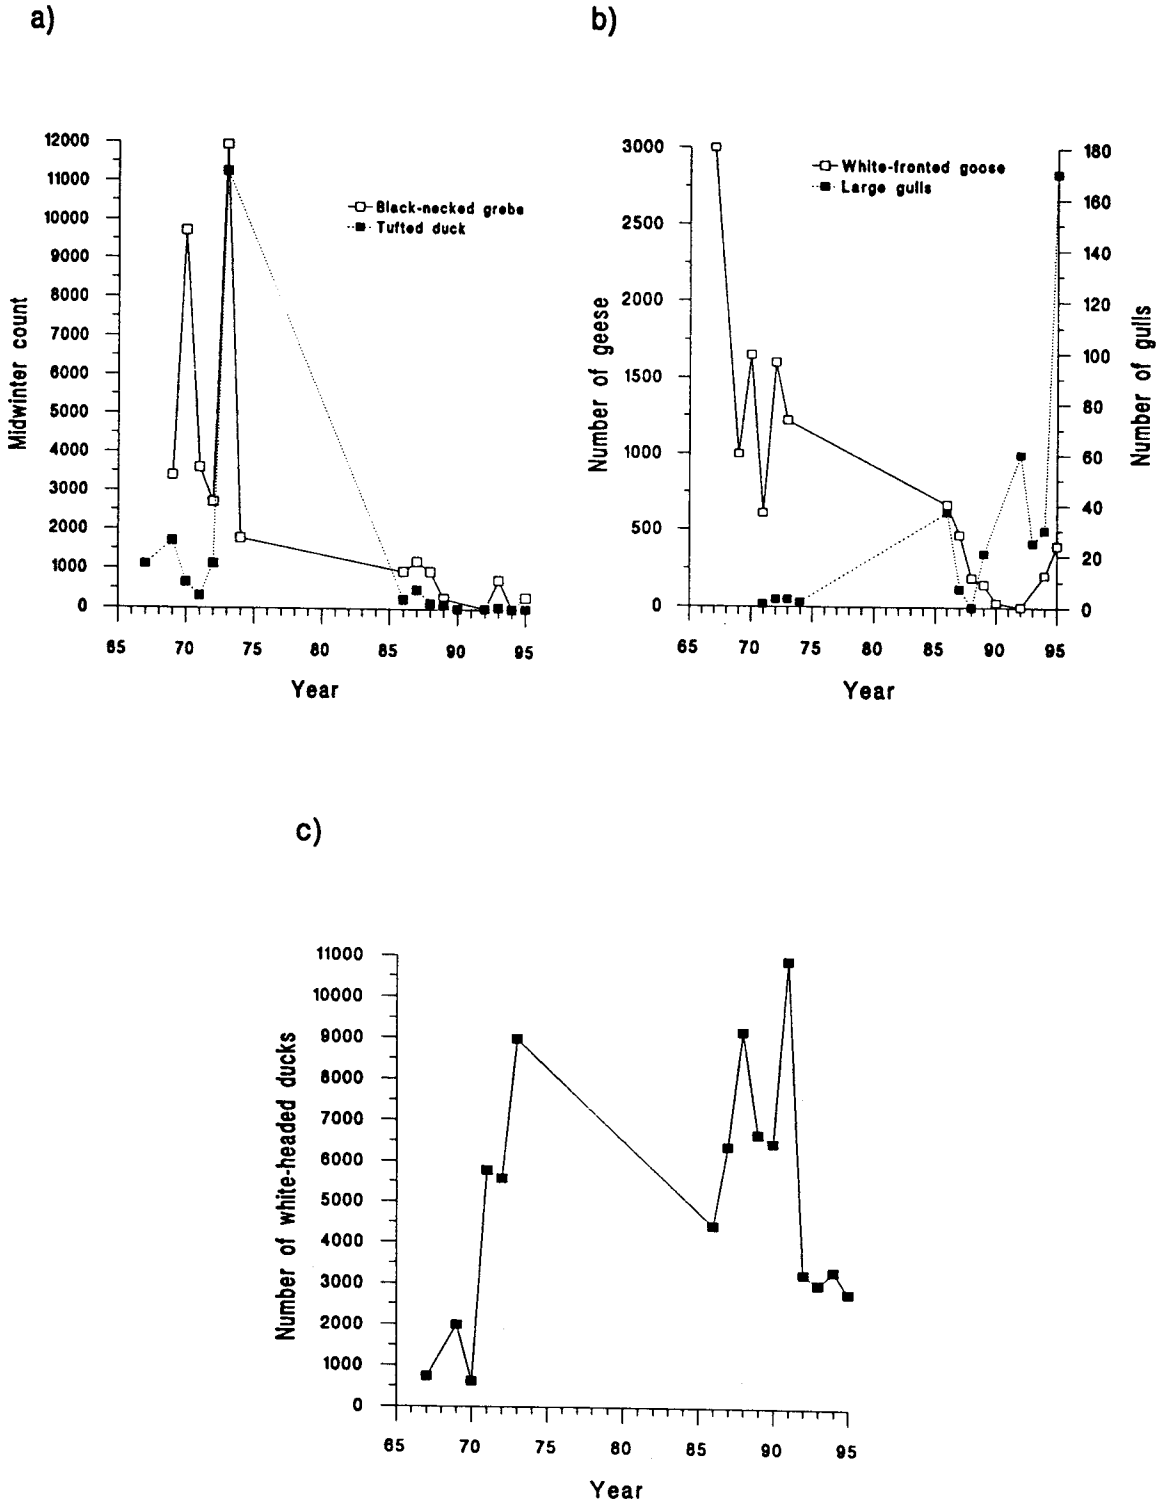 a)
12000
11000
10000
9000
8000
7000
6000
5000
4000
3000
2000
1000
0
Midwinter count
Black-necked grebe
Tufted duck
65 70 75 80 85 90 95
Year
b)
3000
2500
2000
1500
1000
500
0
Number of geese
White-fronted goose
Large gulls
180
160
140
120
100
80
60
40
20
0
Number of gulls
65 70 75 80 85 90 95
Year
c)
11000
10000
9000
8000
7000
6000
5000
4000
3000
2000
1000
0
Number of white-headed ducks
65 70 75 80 85 90 95
Year